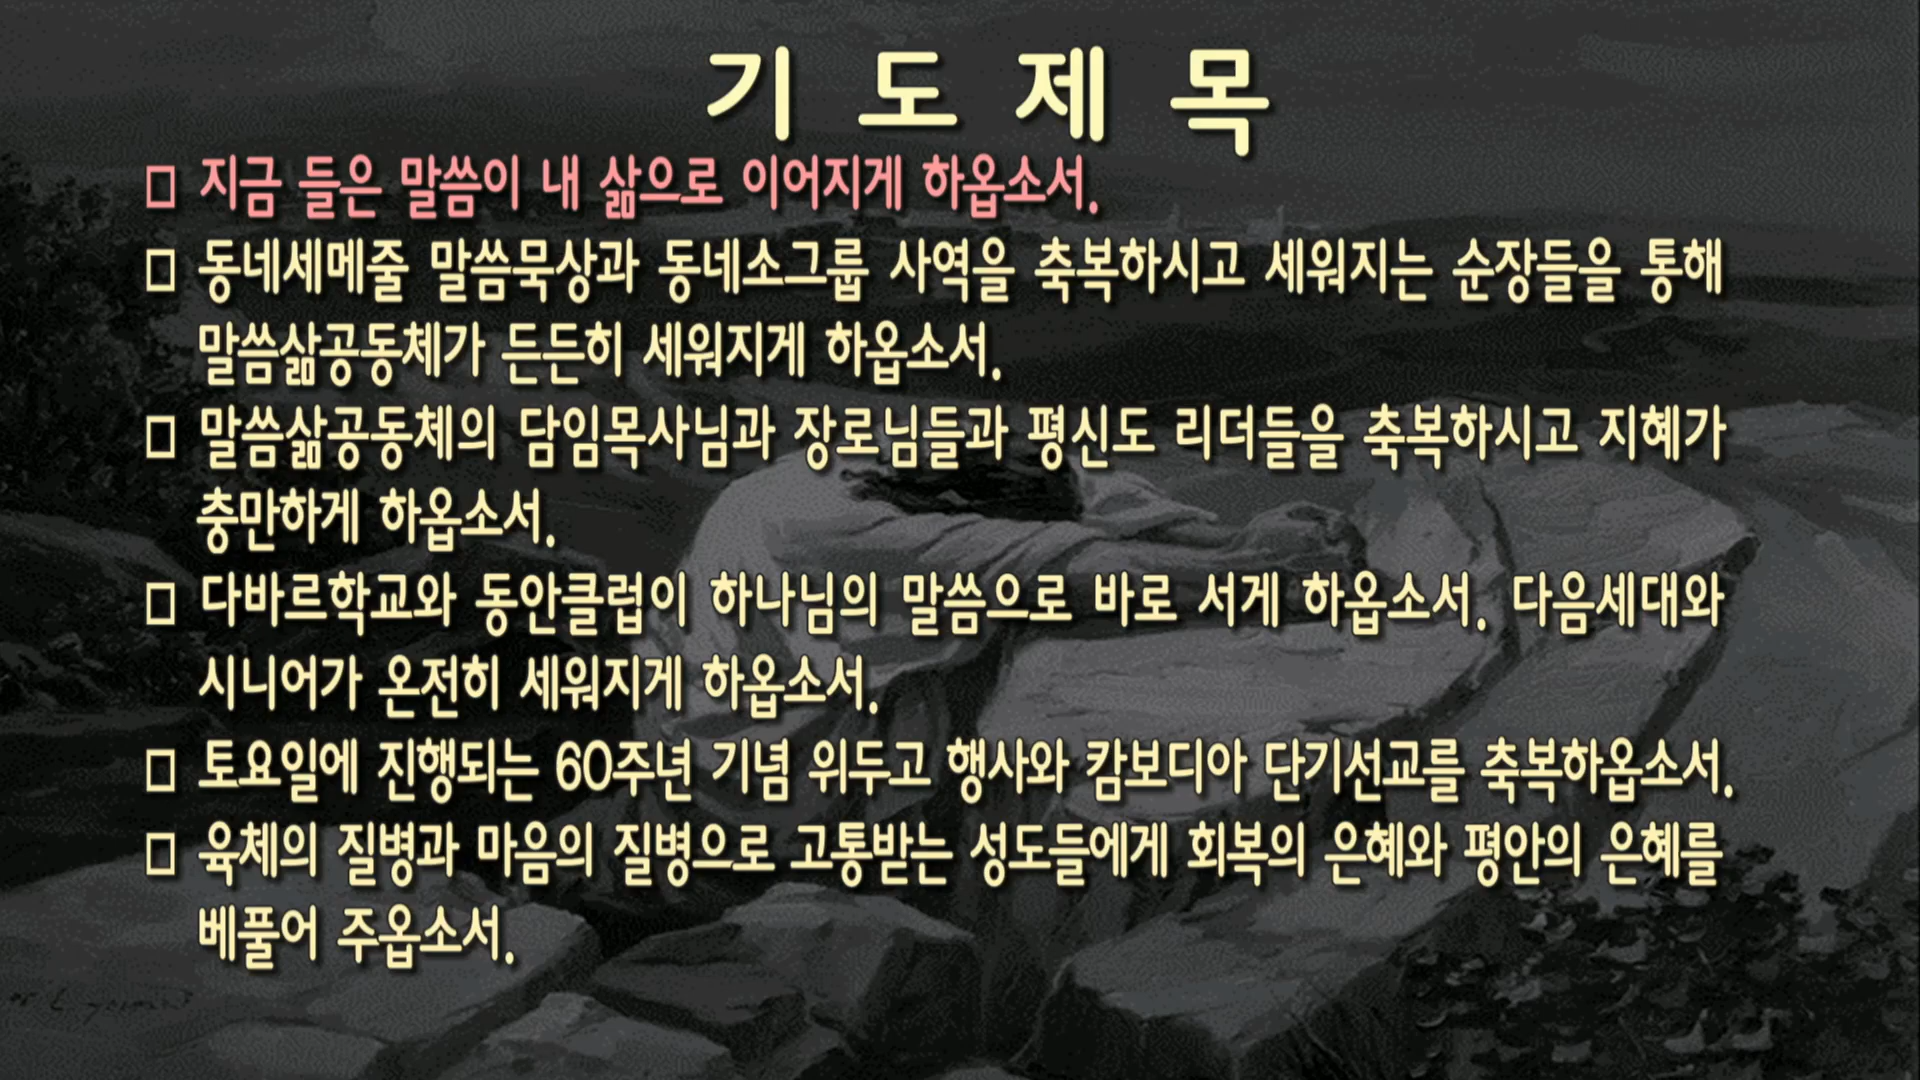 기 도 제 목
□ 지금 들은 말씀이 내 삶으로 이어지게 하옵소서.
□ 동네세메줄 말씀묵상과 동네소그룹 사역을 축복하시고 세워지는 순장들을 통해
말씀삶공동체가 든든히 세워지게 하옵소서.
□ 말씀삶공동체의 담임목사님과 장로님들과 평신도 리더들을 축복하시고 지혜가
충만하게 하옵소서.
□ 다바르학교와 동안클럽이 하나님의 말씀으로 바로 서게 하옵소서. 다음세대와
시니어가 온전히 세워지게 하옵소서.
□ 토요일에 진행되는 60주년 기념 위두고 행사와 캄보디아 단기선교를 축복하옵소서.
□ 육체의 질병과 마음의 질병으로 고통받는 성도들에게 회복의 은혜와 평안의 은혜를
베풀어 주옵소서.